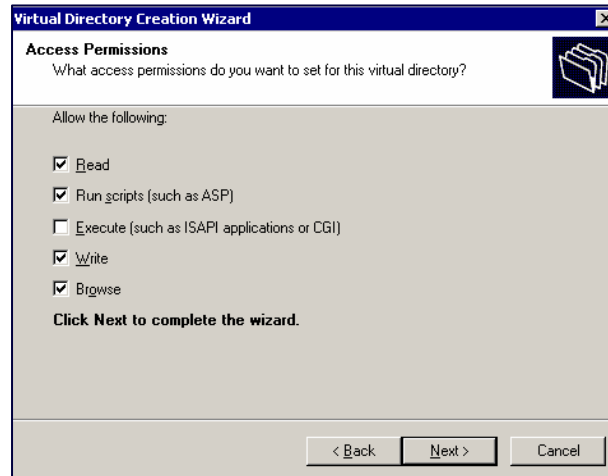 Virtual Directory Creation Wizard
Access Permissions
What access permissions do you want to set for this virtual directory?
Allow the following:
Read
Run scripts (such as ASP)
Execute (such as ISAPI applications or CGI)
Write
Browse
Click Next to complete the wizard.
< Back
Next >
Cancel